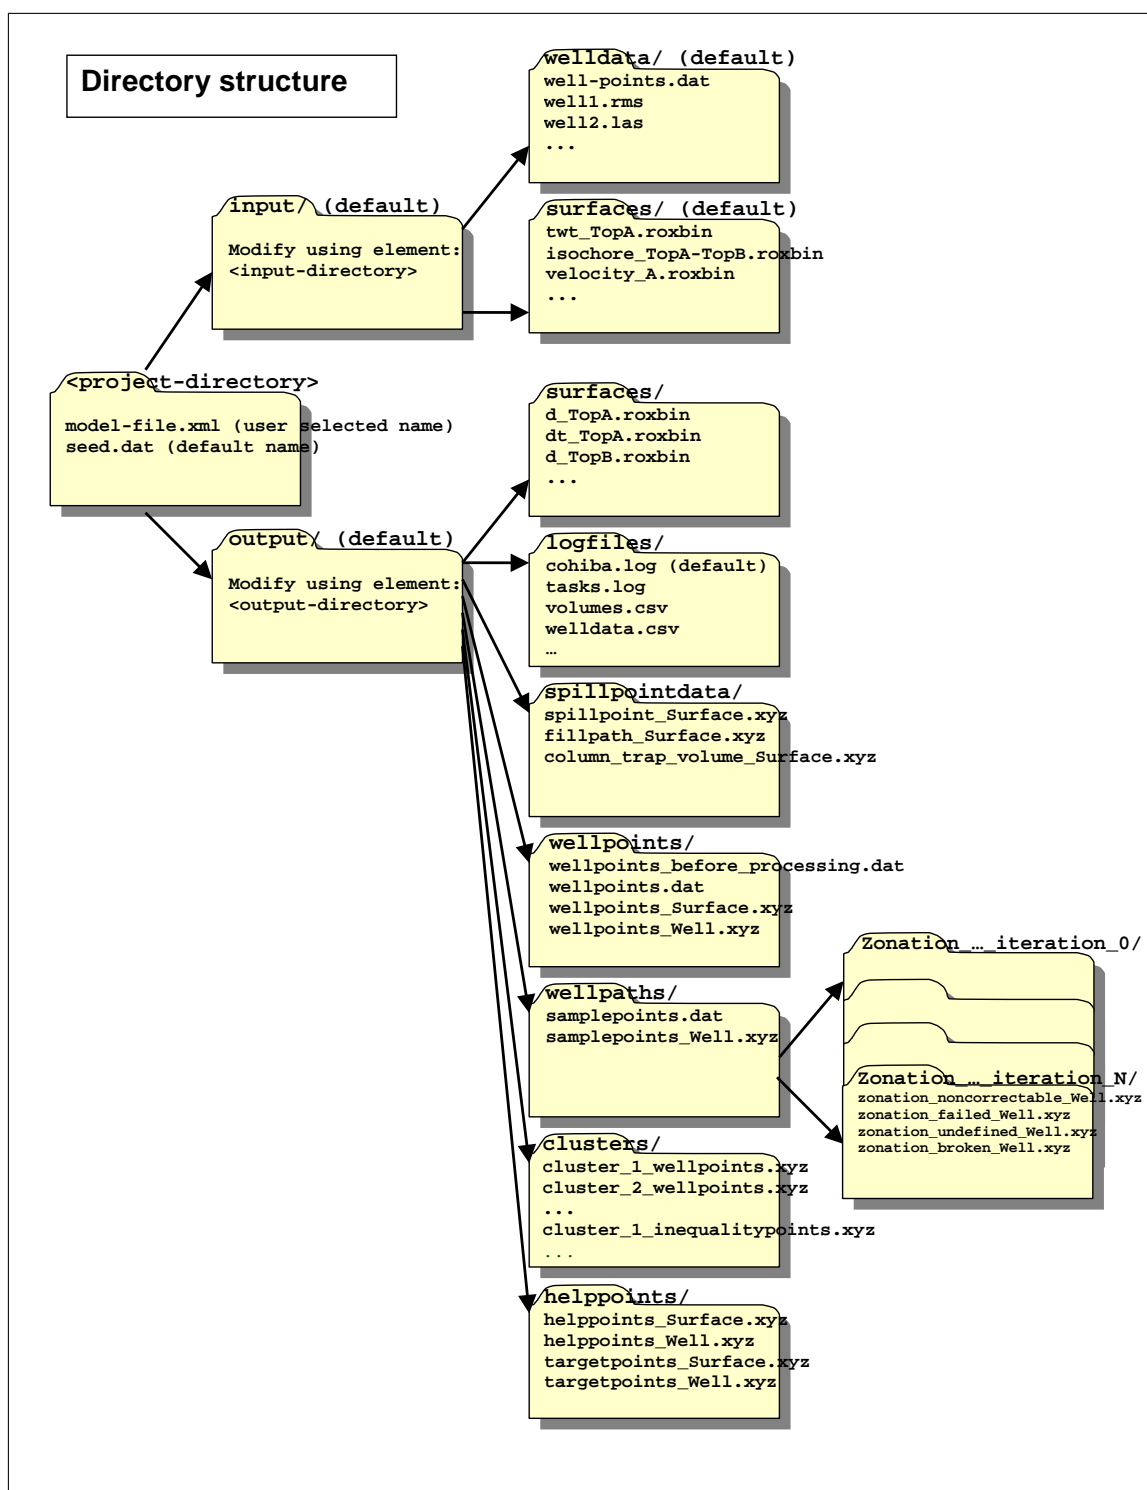 Directory structure
welldata/ (default)
well-points.dat
well1.rms
well2.las
...
input/ (default)
Modify using element:
<input-directory>
surfaces/ (default)
twt_TopA.roxbin
isochore_TopA-TopB.roxbin
velocity_A.roxbin
...
<project-directory>
model-file.xml (user selected name)
seed.dat (default name)
surfaces/
d_TopA.roxbin
dt_TopA.roxbin
d_TopB.roxbin
...
output/ (default)
Modify using element:
<output-directory>
logfiles/
cohiba.log (default)
tasks.log
volumes.csv
welldata.csv
…
spillpointdata/
spillpoint_Surface.xyz
fillpath_Surface.xyz
column_trap_volume_Surface.xyz
wellpoints/
wellpoints_before_processing.dat
wellpoints.dat
wellpoints_Surface.xyz
wellpoints_Well.xyz
wellpaths/
samplepoints.dat
samplepoints_Well.xyz
Zonation_…_iteration_0/
Zonation_…_iteration_N/
zonation_noncorrectable_Well.xyz
zonation_failed_Well.xyz
zonation_undefined_Well.xyz
zonation_broken_Well.xyz
clusters/
cluster_1_wellpoints.xyz
cluster_2_wellpoints.xyz
...
cluster_1_inequalitypoints.xyz
...
helppoints/
helppoints_Surface.xyz
helppoints_Well.xyz
targetpoints_Surface.xyz
targetpoints_Well.xyz